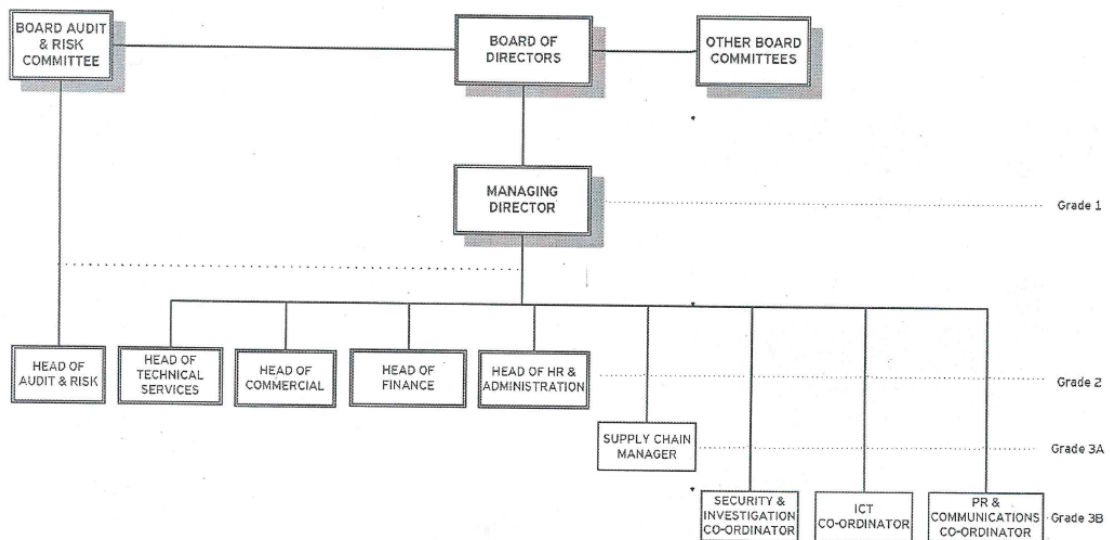 BOARD AUDIT
& RISK
COMMITTEE
BOARD OF
DIRECTORS
OTHER BOARD
COMMITTEES
MANAGING
DIRECTOR
Grade 1
HEAD OF
AUDIT & RISK
HEAD OF
TECHNICAL
SERVICES
HEAD OF
COMMERCIAL
HEAD OF
FINANCE
HEAD OF HR &
ADMINISTRATION
Grade 2
SUPPLY CHAIN
MANAGER
Grade 3A
SECURITY &
INVESTIGATION
CO-ORDINATOR
ICT
CO-ORDINATOR
PR &
COMMUNICATIONS
CO-ORDINATOR
Grade 3B